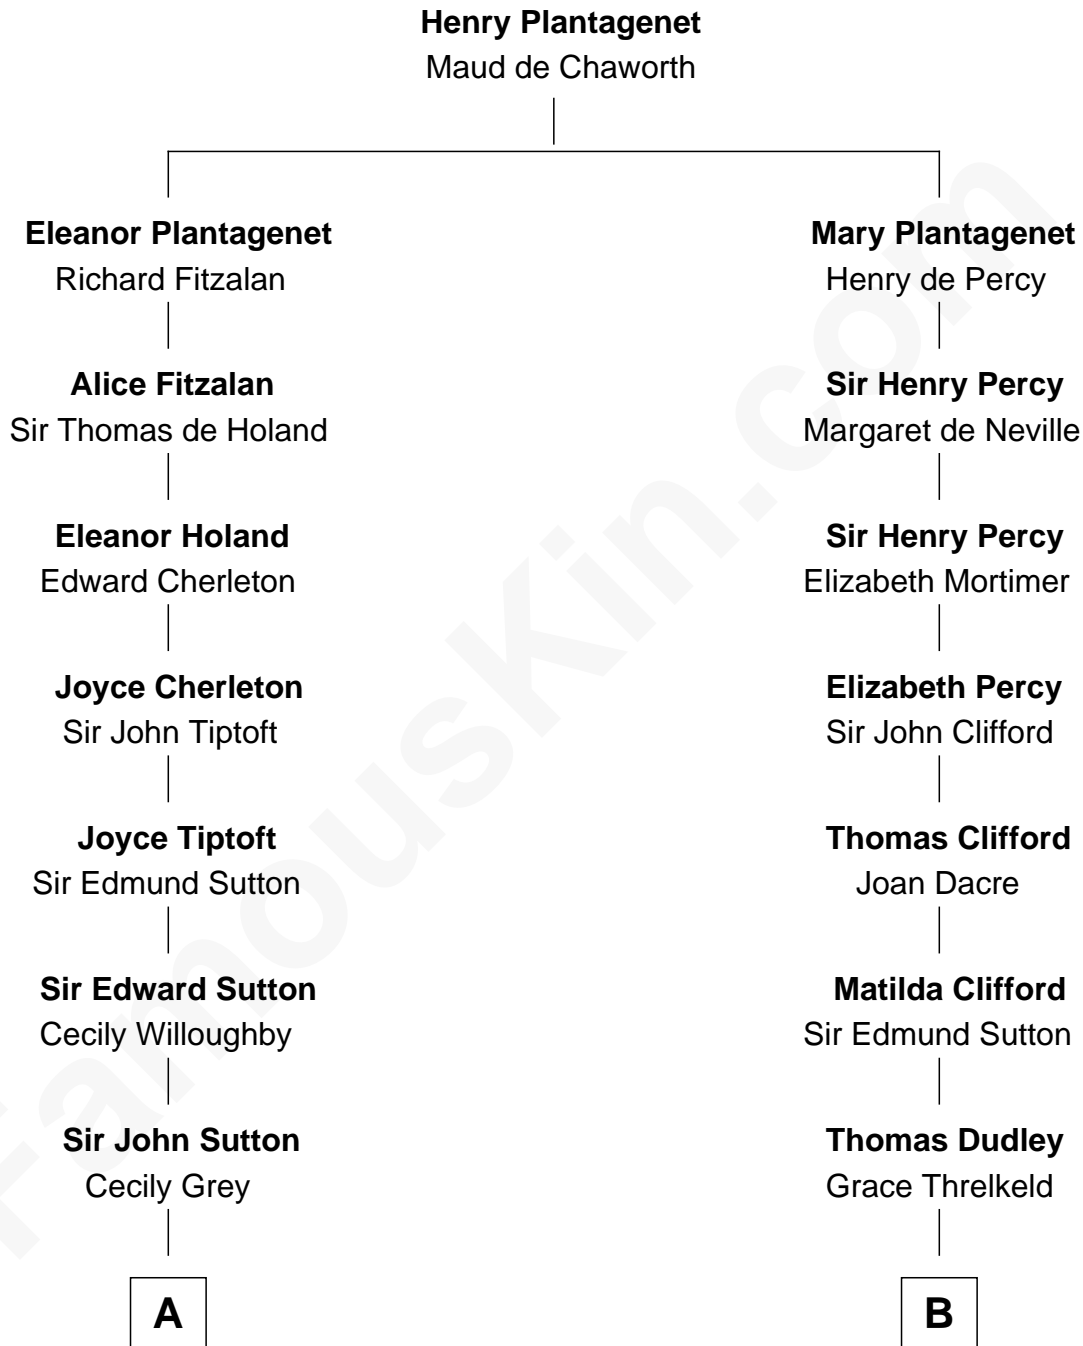 Henry Plantagenet
Maud de Chaworth
Eleanor Plantagenet
Richard Fitzalan
Mary Plantagenet
Henry de Percy
Alice Fitzalan
Sir Thomas de Holand
Sir Henry Percy
Margaret de Neville
Eleanor Holand
Edward Cherleton
Sir Henry Percy
Elizabeth Mortimer
Joyce Cherleton
Sir John Tiptoft
Elizabeth Percy
Sir John Clifford
Joyce Tiptoft
Sir Edmund Sutton
Thomas Clifford
Joan Dacre
Sir Edward Sutton
Cecily Willoughby
Matilda Clifford
Sir Edmund Sutton
Sir John Sutton
Cecily Grey
Thomas Dudley
Grace Threlkeld
A
B
FamousKin.com